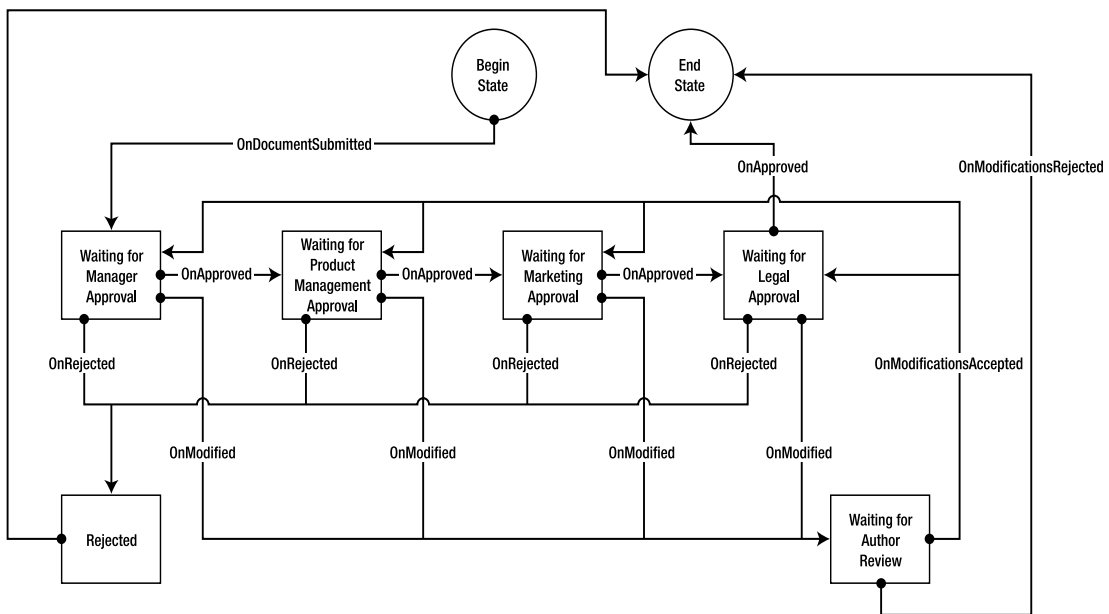 Begin
State
End
State
OnDocumentSubmitted
OnApproved
OnModificationsRejected
Waiting for
Manager
Approval
OnApproved
Waiting for
Product
Management
Approval
OnApproved
Waiting for
Marketing
Approval
OnApproved
Waiting for
Legal
Approval
OnRejected
OnRejected
OnRejected
OnRejected
OnModificationsAccepted
OnModified
OnModified
OnModified
OnModified
Rejected
Waiting for
Author
Review